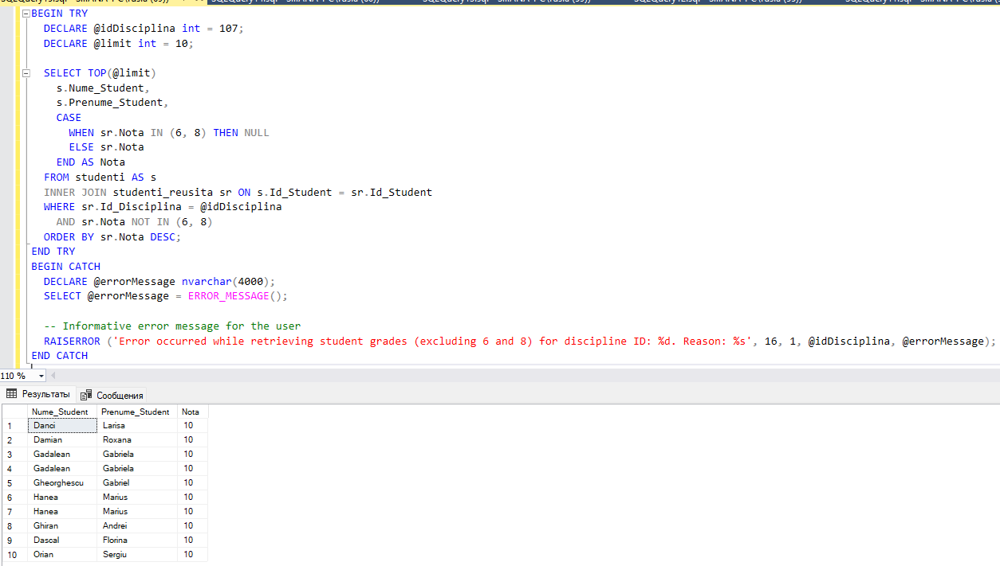 BEGIN TRY
DECLARE @idDisciplina int = 107;
DECLARE @limit int = 10;
SELECT TOP(@limit)
s.Nume_Student,
s.Prenume_Student,
CASE
WHEN sr.Nota IN (6, 8) THEN NULL
ELSE sr.Nota
END AS Nota
FROM studenti AS s
INNER JOIN studenti_reusita sr ON s.Id_Student = sr.Id_Student
WHERE sr.Id_Disciplina = @idDisciplina
AND sr.Nota NOT IN (6, 8)
ORDER BY sr.Nota DESC;
END TRY
BEGIN CATCH
DECLARE @errorMessage nvarchar(4000);
SELECT @errorMessage = ERROR_MESSAGE();
-- Informative error message for the user
RAISERROR ('Error occurred while retrieving student grades (excluding 6 and 8) for discipline ID: %d. Reason: %s', 16, 1, @idDisciplina, @errorMessage);
END CATCH
110 %
Результаты Сообщения
Nume_Student Prenume_Student Nota
1 Danci Larisa 10
2 Damian Roxana 10
3 Gadalean Gabriela 10
4 Gadalean Gabriela 10
5 Gheorghescu Gabriel 10
6 Hanea Marius 10
7 Hanea Marius 10
8 Ghiran Andrei 10
9 Dascal Florina 10
10 Orian Sergiu 10